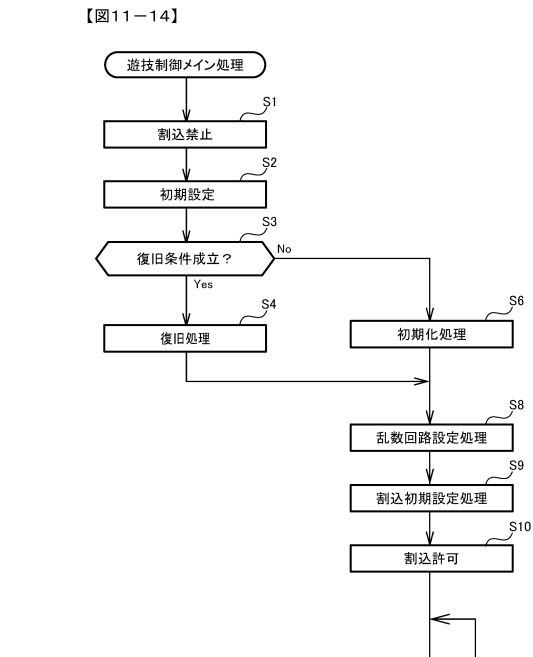 【図11-14】
遊技制御メイン処理
S1
割込禁止
S2
初期設定
S3
復旧条件成立?
No
Yes
S4
復旧処理
S6
初期化処理
S8
乱数回路設定処理
S9
割込初期設定処理
S10
割込許可